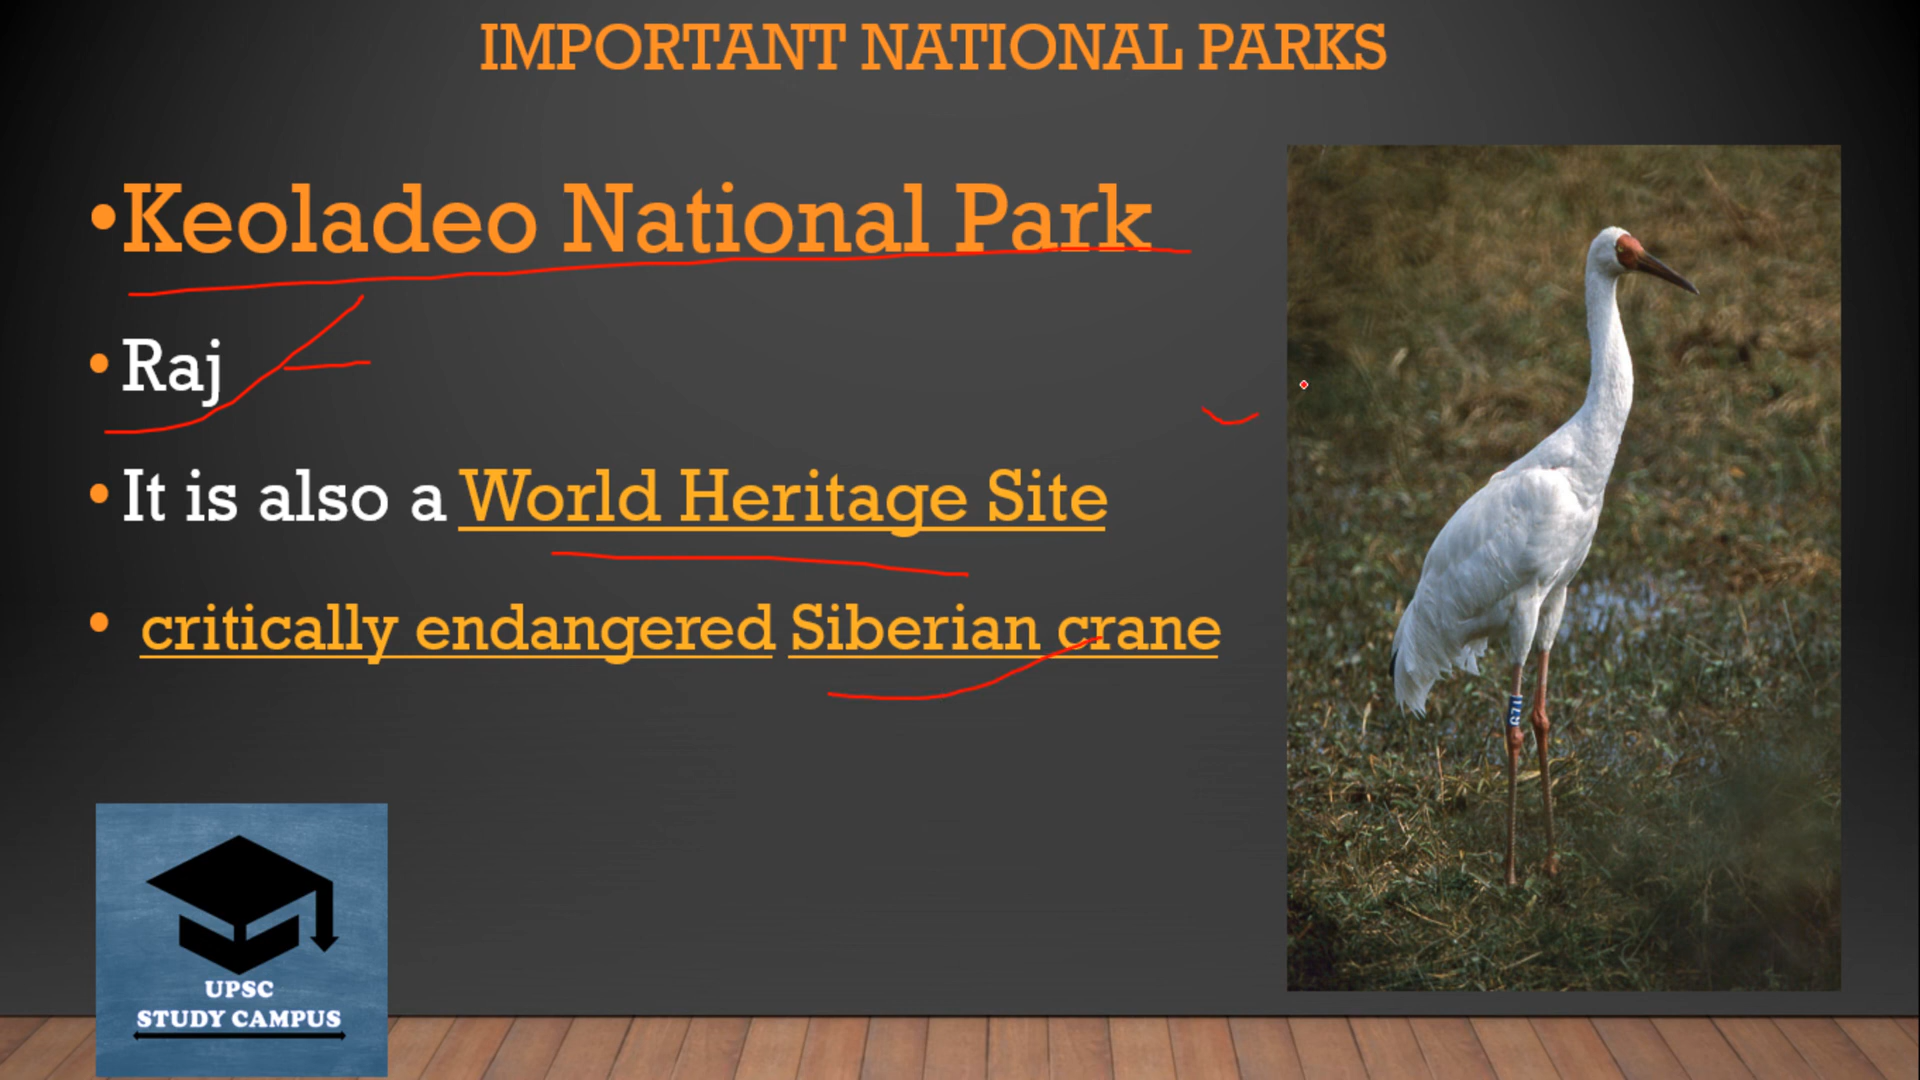 IMPORTANT NATIONAL PARKS
•Keoladeo National Park
• Raj
• It is also a World Heritage Site
• critically endangered Siberian crane
UPSC
STUDY CAMPUS